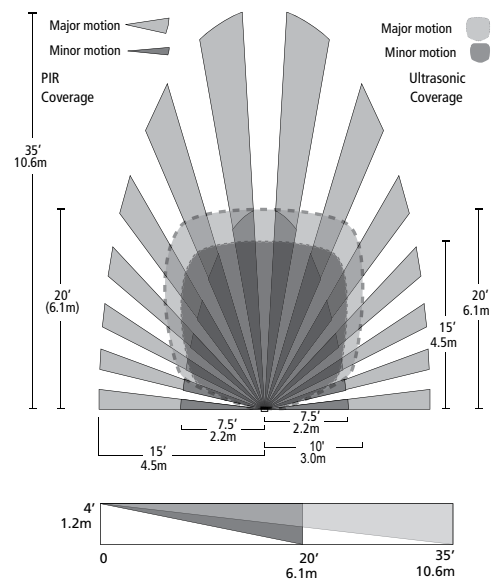 Major motion
Minor motion
PIR
Coverage
Major motion
Minor motion
Ultrasonic
Coverage
35'
10.6m
20'
(6.1m)
20'
6.1m
15'
4.5m
7.5'
2.2m
7.5'
2.2m
15'
4.5m
10'
3.0m
4'
1.2m
0
20'
6.1m
35'
10.6m